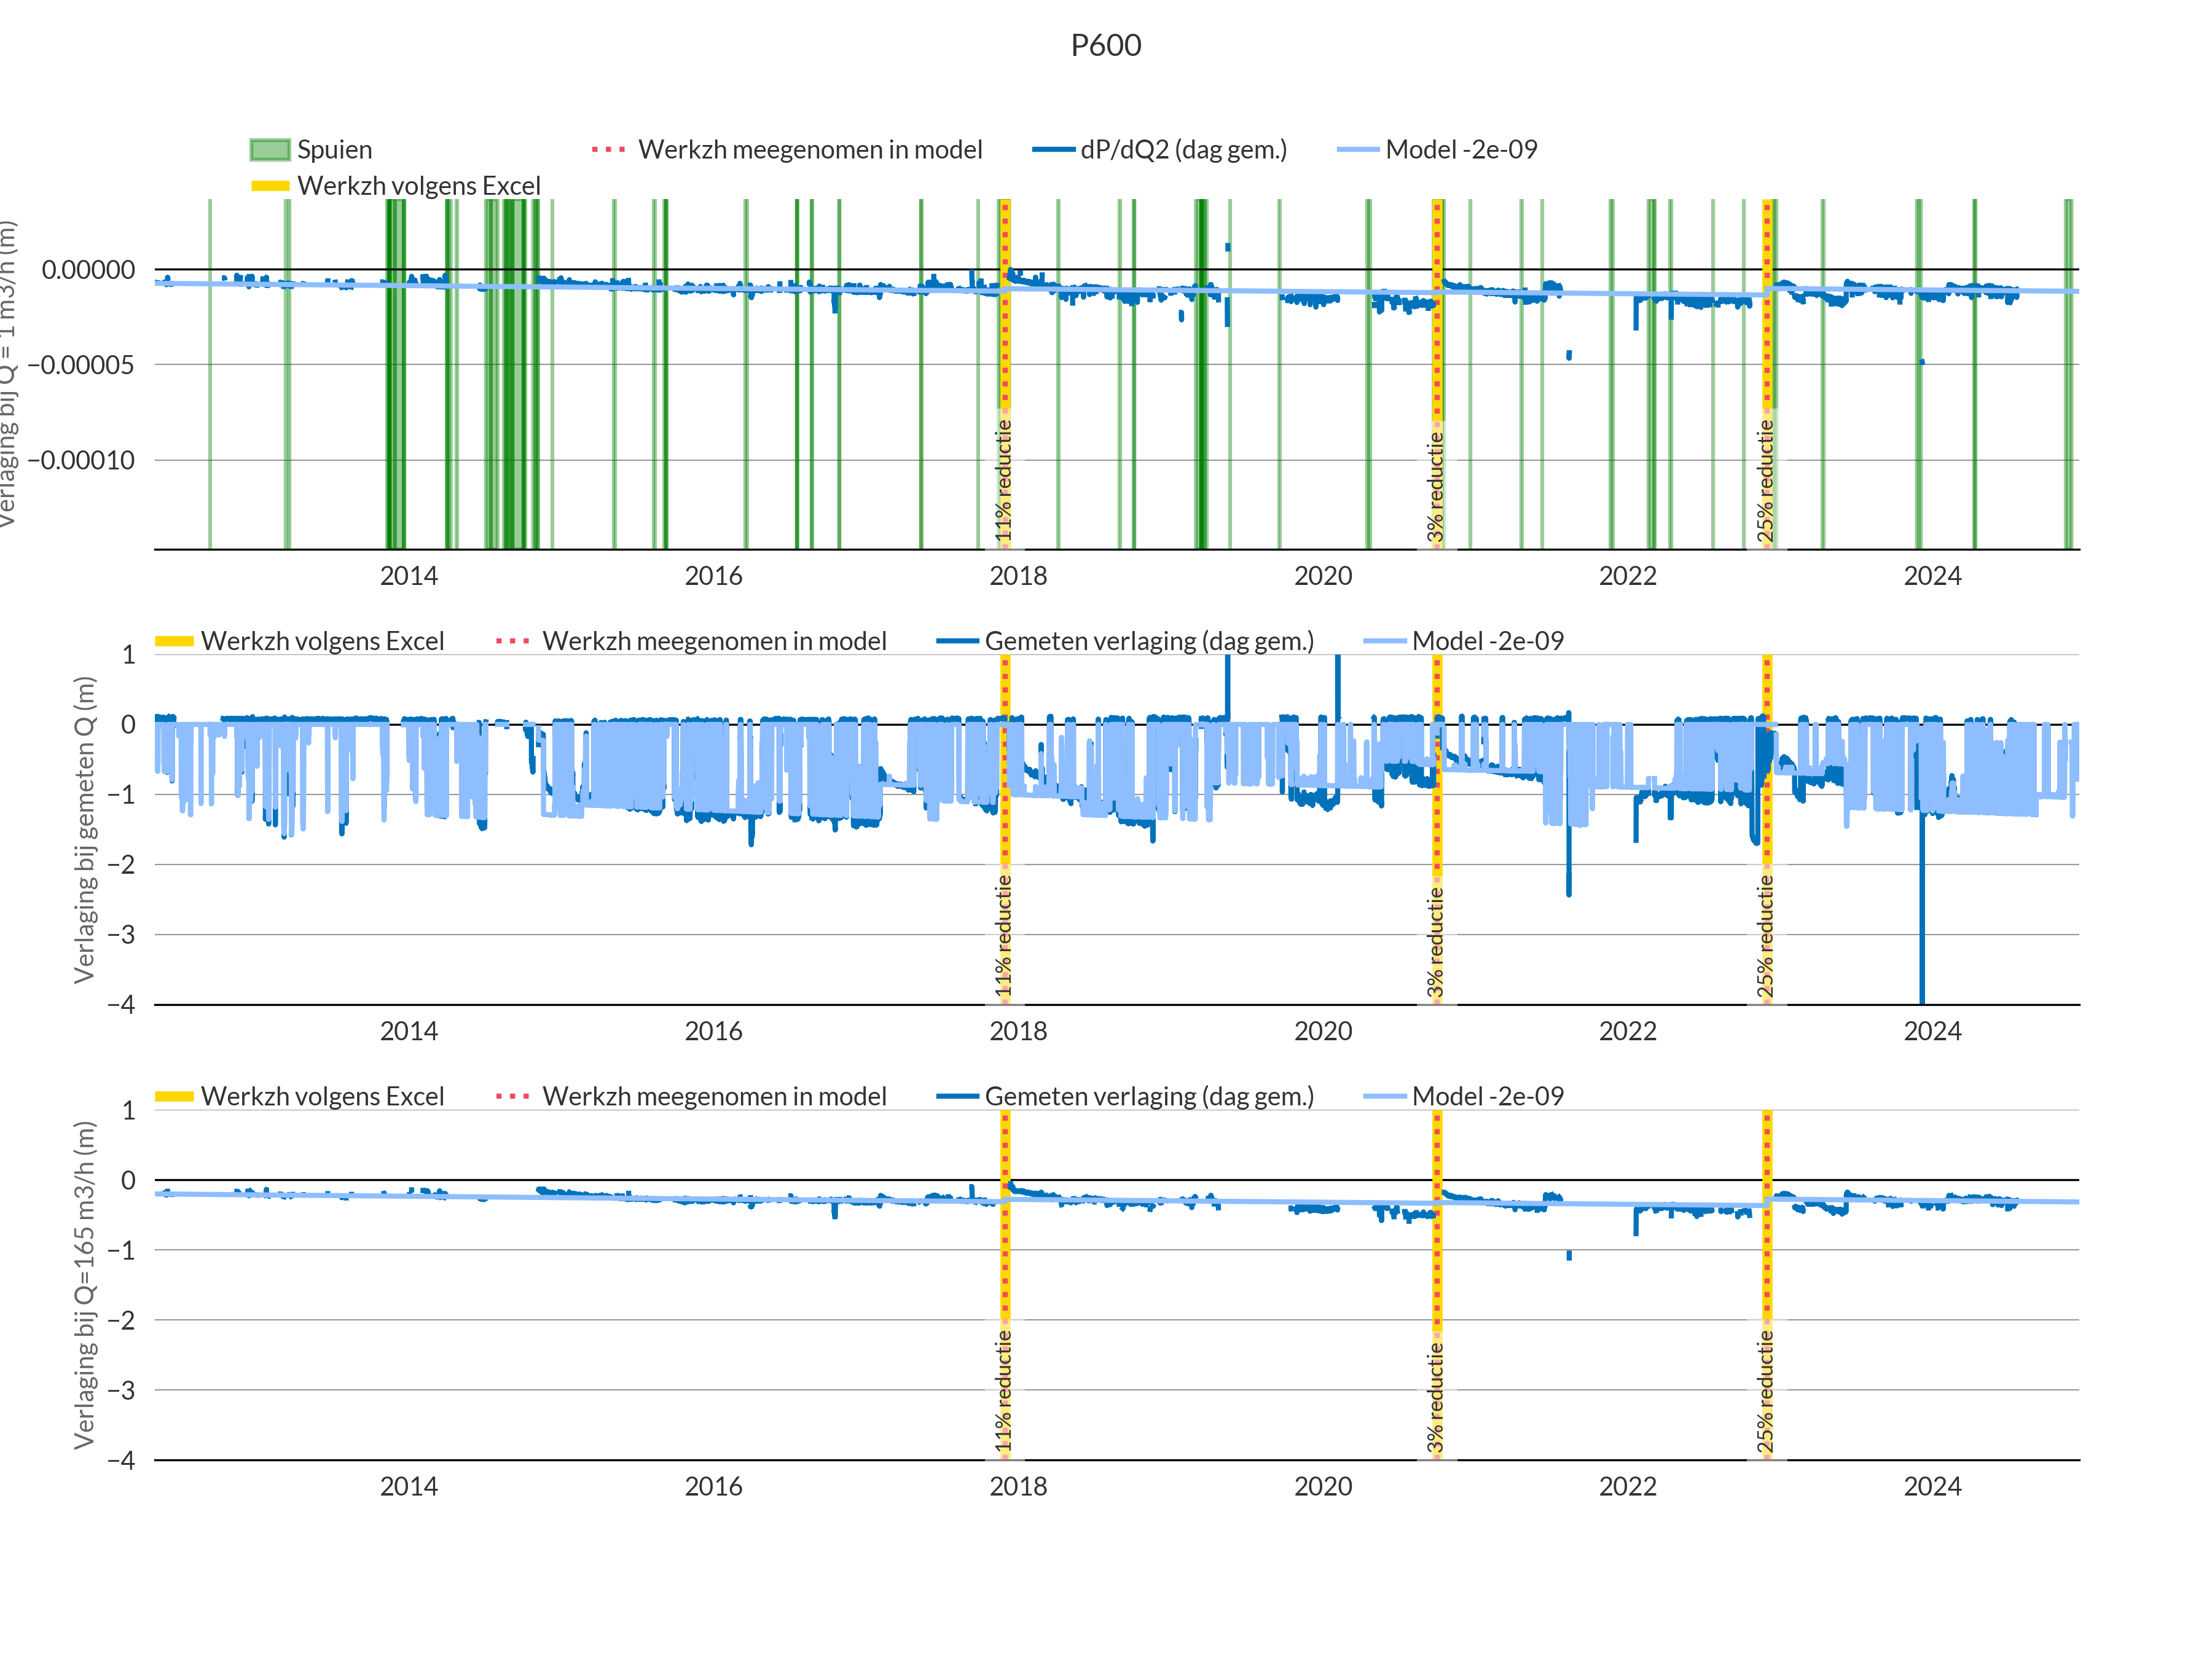 P600
Spuien
Werkzh meegenomen in model
dP/dQ2 (dag gem.)
Model -2e-09
Werkzh volgens Excel
Verlaging bij Q = 1 m3/h (m)
0.00000
−0.00005
−0.00010
11% reductie
3% reductie
25% reductie
2014 2016 2018 2020 2022 2024
Werkzh volgens Excel
Werkzh meegenomen in model
Gemeten verlaging (dag gem.)
Model -2e-09
Verlaging bij gemeten Q (m)
1
0
−1
−2
−3
−4
11% reductie
3% reductie
25% reductie
2014 2016 2018 2020 2022 2024
Werkzh volgens Excel
Werkzh meegenomen in model
Gemeten verlaging (dag gem.)
Model -2e-09
Verlaging bij Q=165 m3/h (m)
1
0
−1
−2
−3
−4
11% reductie
3% reductie
25% reductie
2014 2016 2018 2020 2022 2024